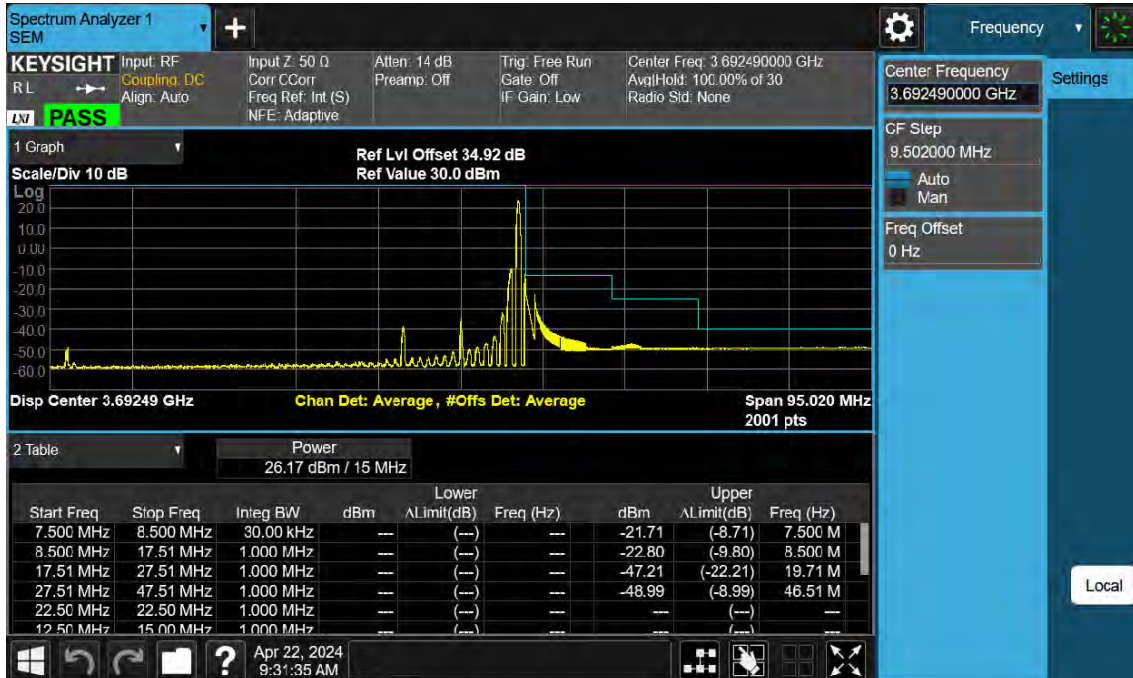 Spectrum Analyzer 1
SEM
+
Frequency
KEYSIGHT
R L
LXI PASS
Input: RF
Coupling: DC
Align: Auto
Input Z: 50 Ω
Corr CCorr
Freq Ref: Int (S)
NFE: Adaptive
Atten: 14 dB
Preamp: Off
Trig: Free Run
Gate: Off
IF Gain: Low
Center Freq: 3.692490000 GHz
Avg|Hold: 100.00% of 30
Radio Std: None
Center Frequency
3.692490000 GHz
Settings
CF Step
9.502000 MHz
Auto
Man
Freq Offset
0 Hz
Local
1 Graph
Scale/Div 10 dB
Ref Lvl Offset 34.92 dB
Ref Value 30.0 dBm
Log
20.0
10.0
0.00
-10.0
-20.0
-30.0
-40.0
-50.0
-60.0
Disp Center 3.69249 GHz
Chan Det: Average, #Offs Det: Average
Span 95.020 MHz
2001 pts
2 Table
Power
26.17 dBm / 15 MHz
Lower Upper
Start Freq Stop Freq Integ BW dBm ΔLimit(dB) Freq (Hz) dBm ΔLimit(dB) Freq (Hz)
7.500 MHz 8.500 MHz 30.00 kHz --- (---) --- -21.71 (-8.71) 7.500 M
8.500 MHz 17.51 MHz 1.000 MHz --- (---) --- -22.80 (-9.80) 8.500 M
17.51 MHz 27.51 MHz 1.000 MHz --- (---) --- -47.21 (-22.21) 19.71 M
27.51 MHz 47.51 MHz 1.000 MHz --- (---) --- -48.99 (-8.99) 46.51 M
22.50 MHz 22.50 MHz 1.000 MHz --- (---) --- --- (---) ---
12.50 MHz 15.00 MHz 1.000 MHz --- (---) --- --- (---) ---
?
Apr 22, 2024
9:31:35 AM